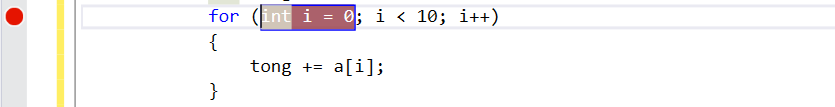 for (int i = 0; i < 10; i++)
{
tong += a[i];
}